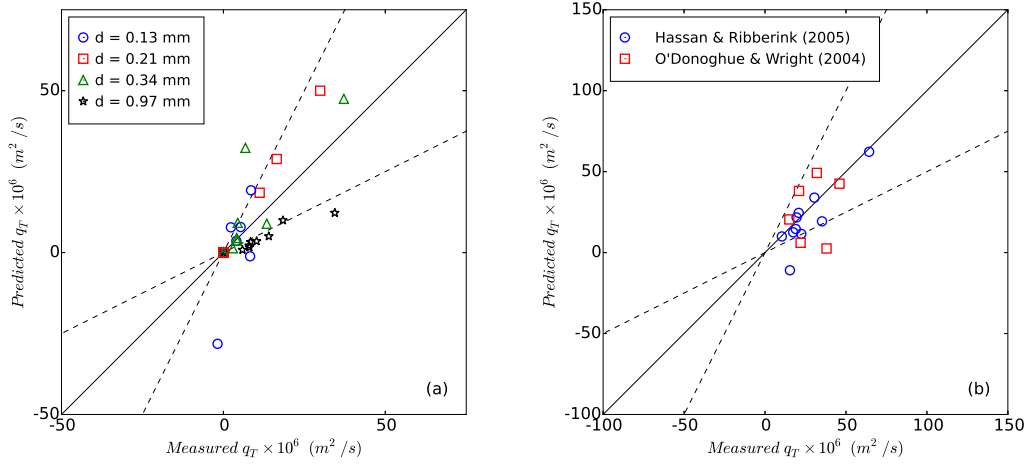 d = 0.13 mm
d = 0.21 mm
d = 0.34 mm
d = 0.97 mm
50
0
-50
-50
0
50
Predicted q_T × 10^6 (m^2 /s)
Measured q_T × 10^6 (m^2 /s)
(a)
Hassan & Ribberink (2005)
O'Donoghue & Wright (2004)
150
100
50
0
-50
-100
-100
-50
0
50
100
150
Predicted q_T × 10^6 (m^2 /s)
Measured q_T × 10^6 (m^2 /s)
(b)